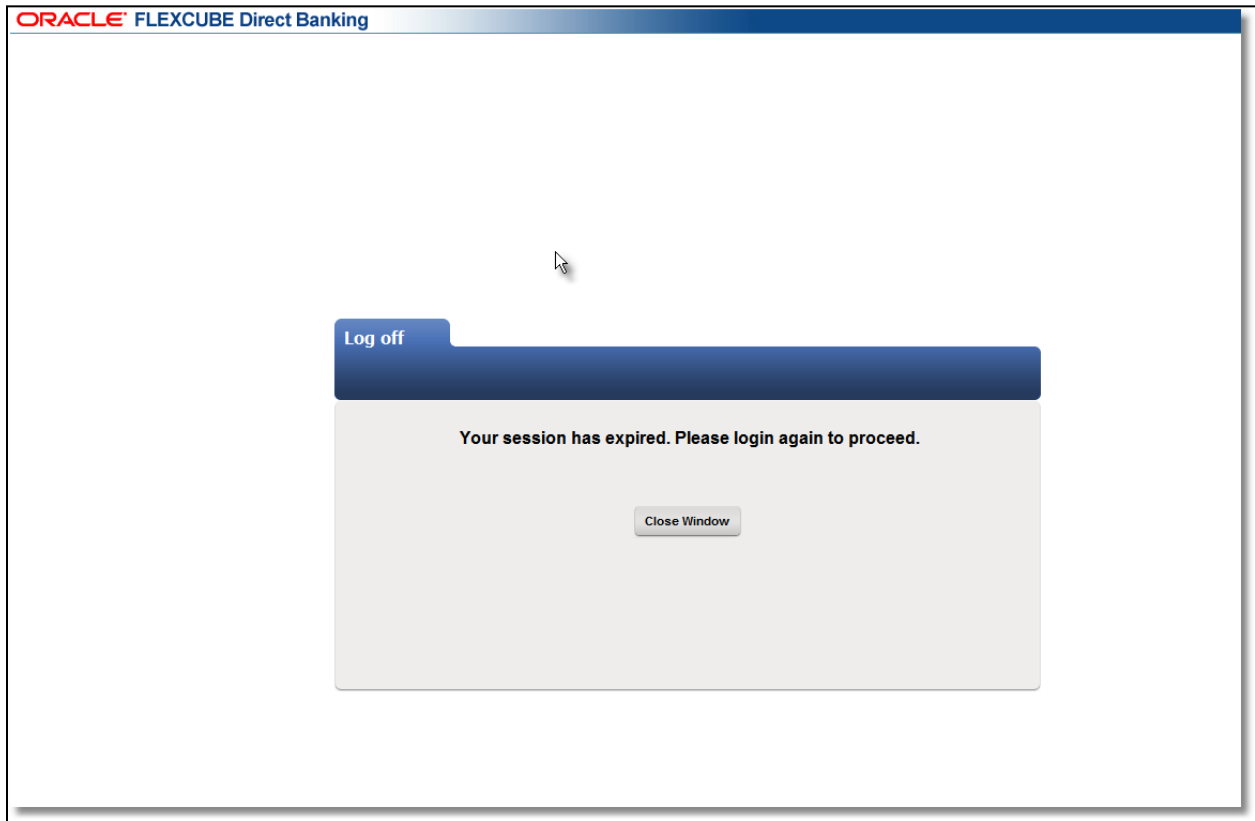 ORACLE FLEXCUBE Direct Banking
Log off
Your session has expired. Please login again to proceed.
Close Window